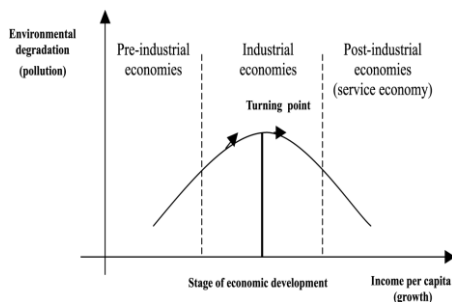 Environmental
degradation
(pollution)
Pre-industrial
economies
Industrial
economies
Post-industrial
economies
(service economy)
Turning point
Stage of economic development
Income per capital
(growth)